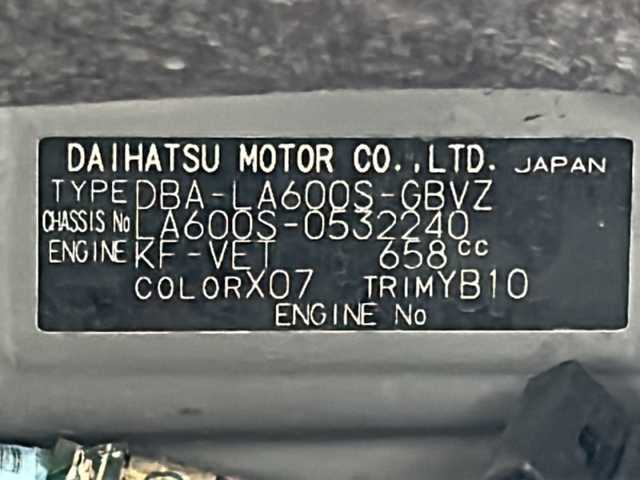 DAIHATSU MOTOR CO.,LTD. JAPAN
TYPE DBA-LA600S-GBVZ
CHASSIS No LA600S-0532240
ENGINE KF-VET 658 cc
COLOR X07 TRIM YB10
ENGINE No